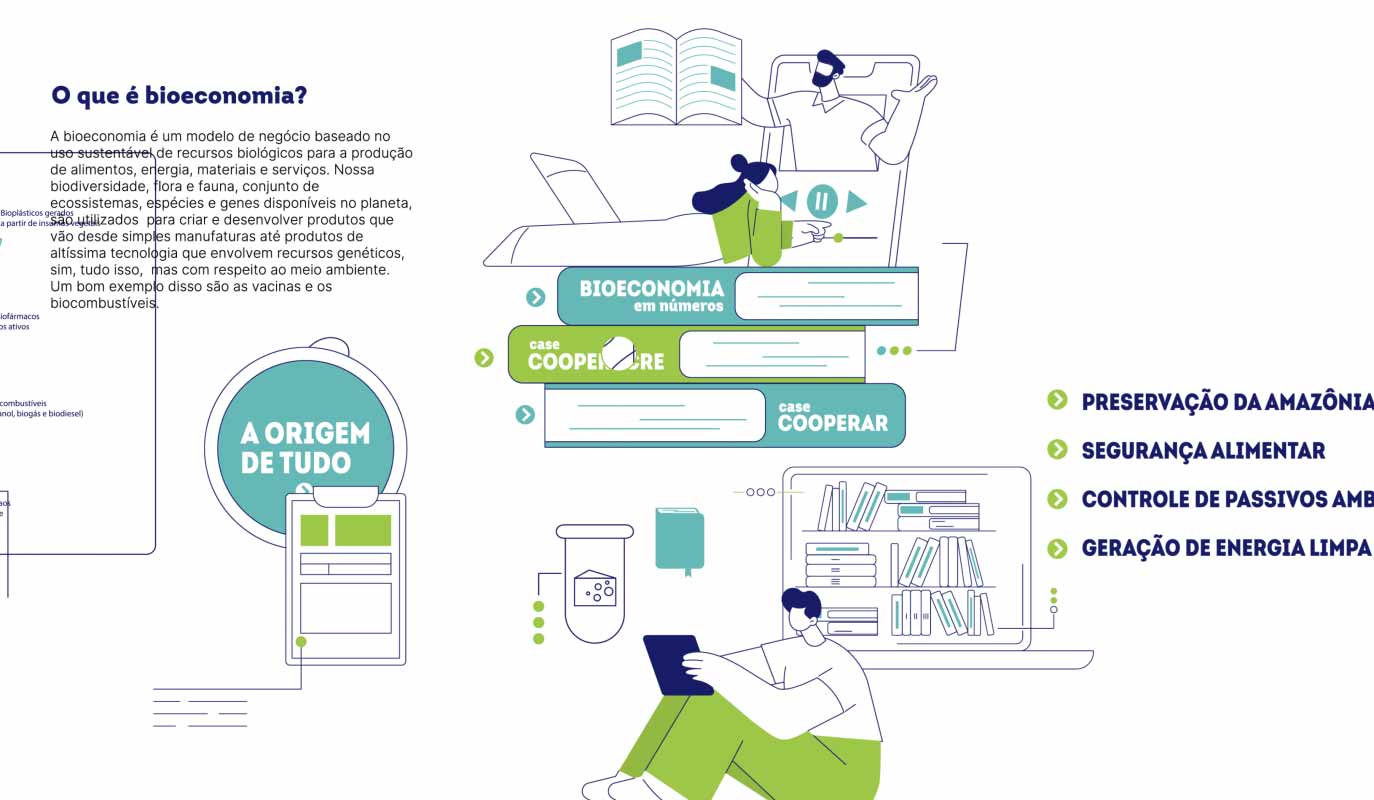 O que é bioeconomia?
A bioeconomia é um modelo de negócio baseado no
uso sustentável de recursos biológicos para a produção
de alimentos, energia, materiais e serviços. Nossa
biodiversidade, flora e fauna, conjunto de
ecossistemas, espécies e genes disponíveis no planeta,
são utilizados para criar e desenvolver produtos que
vão desde simples manufaturas até produtos de
altíssima tecnologia que envolvem recursos genéticos,
sim, tudo isso, mas com respeito ao meio ambiente.
Um bom exemplo disso são as vacinas e os
biocombustíveis.
Bioplásticos gerados
a partir de insumos vegetais
iofármacos
os ativos
combustíveis
anol, biogás e biodiesel)
A ORIGEM
DE TUDO
BIOECONOMIA
em números
case
case
COOPERAR
PRESERVAÇÃO DA AMAZÔNIA
SEGURANÇA ALIMENTAR
CONTROLE DE PASSIVOS AMB
GERAÇÃO DE ENERGIA LIMPA